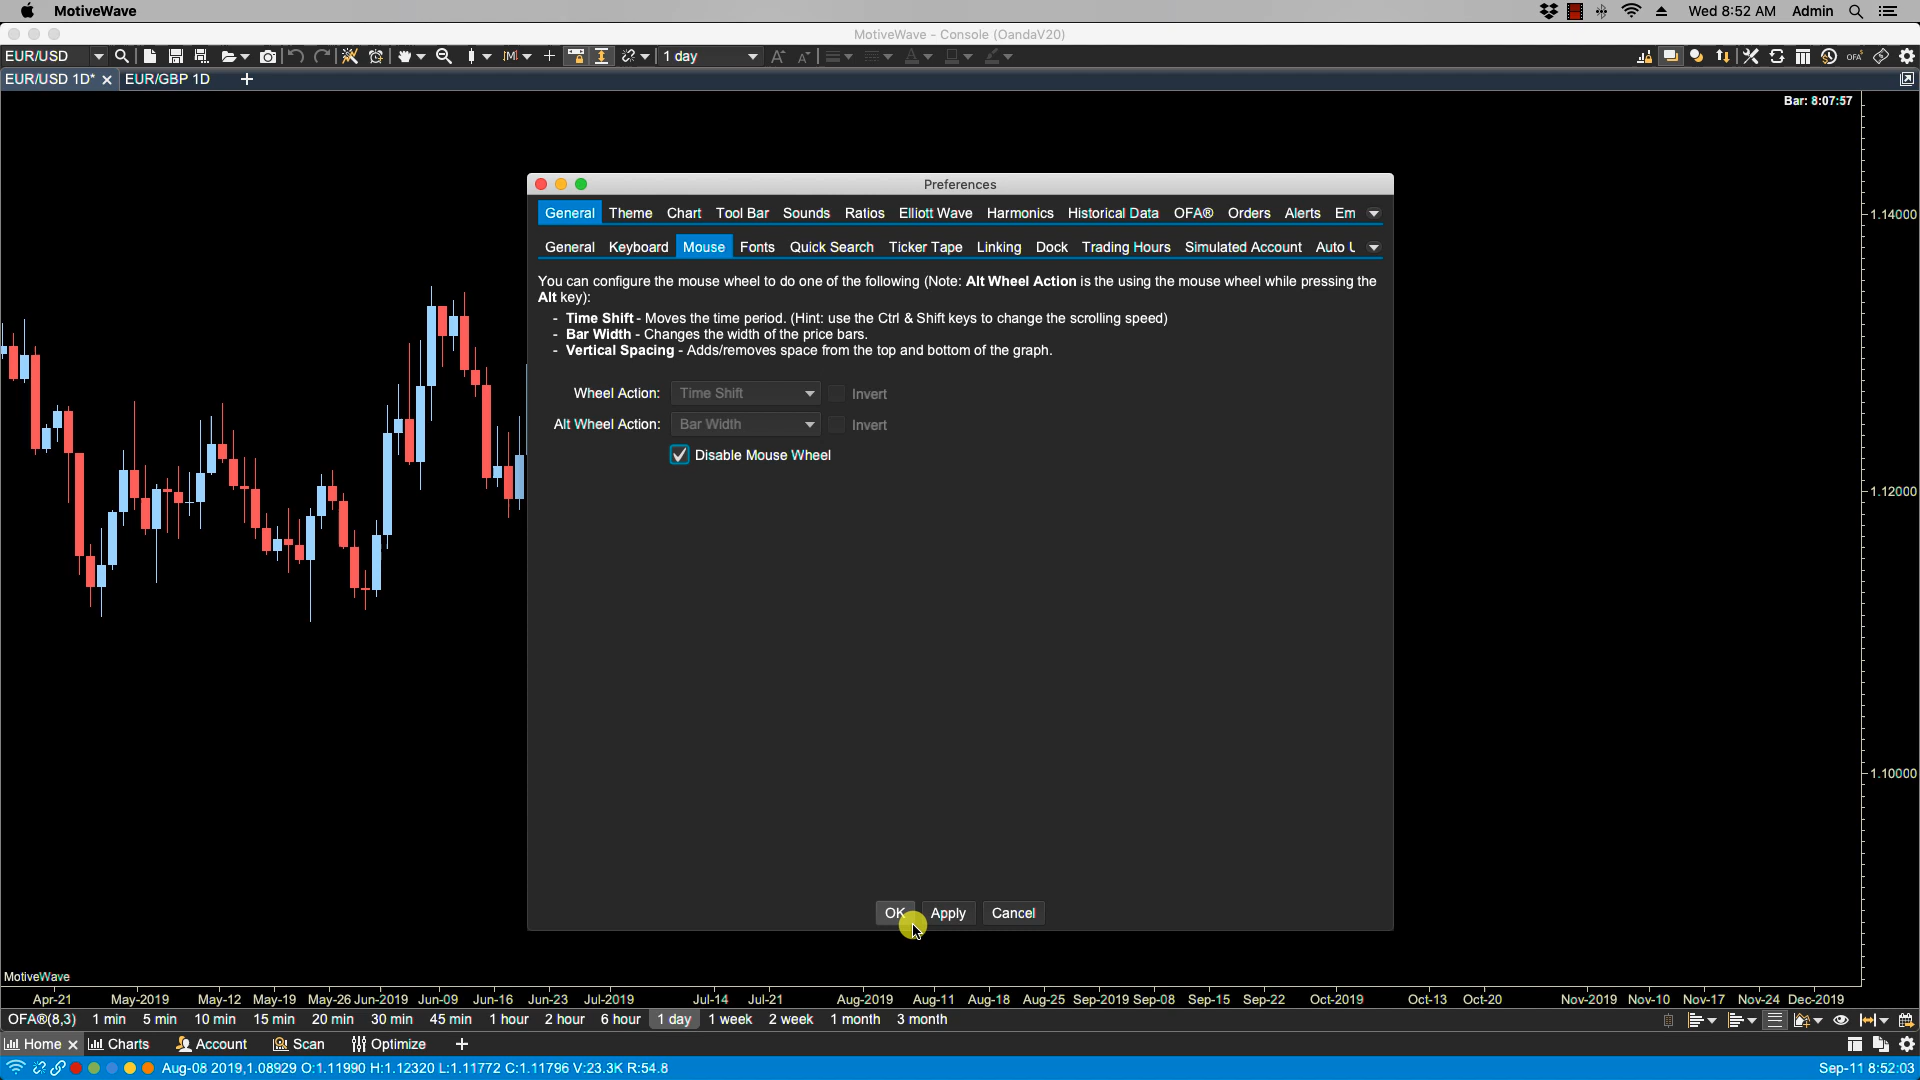 MotiveWave
Wed 8:52 AM Admin
MotiveWave - Console (OandaV20)
EUR/USD
1 day
EUR/USD 1D*
EUR/GBP 1D
Bar: 8:07:57
Preferences
General Theme Chart Tool Bar Sounds Ratios Elliott Wave Harmonics Historical Data OFA® Orders Alerts Em
General Keyboard Mouse Fonts Quick Search Ticker Tape Linking Dock Trading Hours Simulated Account Auto
You can configure the mouse wheel to do one of the following (Note: Alt Wheel Action is the using the mouse wheel while pressing the
Alt key):
- Time Shift - Moves the time period. (Hint: use the Ctrl & Shift keys to change the scrolling speed)
- Bar Width - Changes the width of the price bars.
- Vertical Spacing - Adds/removes space from the top and bottom of the graph.
Wheel Action: Time Shift Invert
Alt Wheel Action: Bar Width Invert
Disable Mouse Wheel
OK Apply Cancel
1.14000
1.12000
1.10000
MotiveWave
Apr-21 May-2019 May-12 May-19 May-26 Jun-2019 Jun-09 Jun-16 Jun-23 Jul-2019 Jul-14 Jul-21 Aug-2019 Aug-11 Aug-18 Aug-25 Sep-2019 Sep-08 Sep-15 Sep-22 Oct-2019 Oct-13 Oct-20 Nov-2019 Nov-10 Nov-17 Nov-24 Dec-2019
OFA®(8,3) 1 min 5 min 10 min 15 min 20 min 30 min 45 min 1 hour 2 hour 6 hour 1 day 1 week 2 week 1 month 3 month
Home Charts Account Scan Optimize
Aug-08 2019,1.08929 O:1.11990 H:1.12320 L:1.11772 C:1.11796 V:23.3K R:54.8
Sep-11 8:52:03